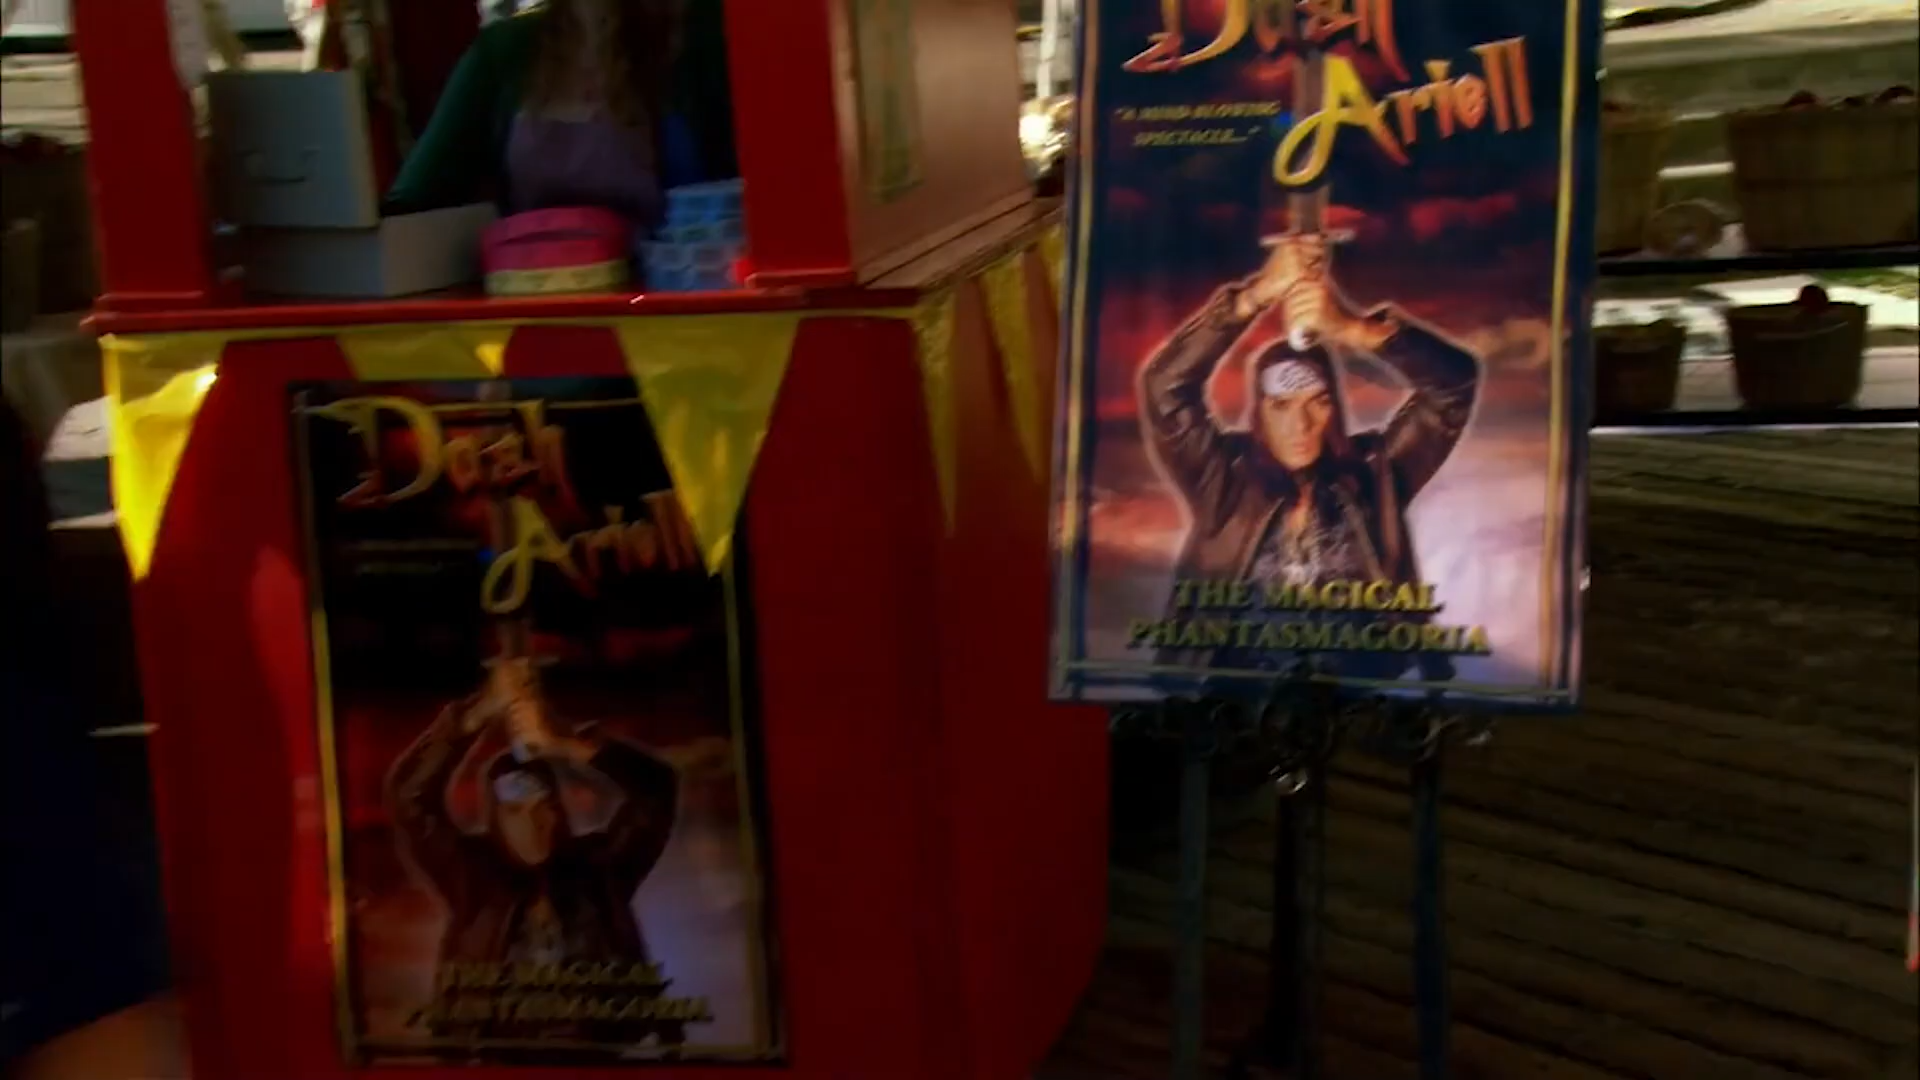 Dash
Ariell
"A MIND BLOWING
SPECTACLE..."
THE MAGICAL
PHANTASMAGORIA
Dash
Ariell
THE MAGICAL
PHANTASMAGORIA